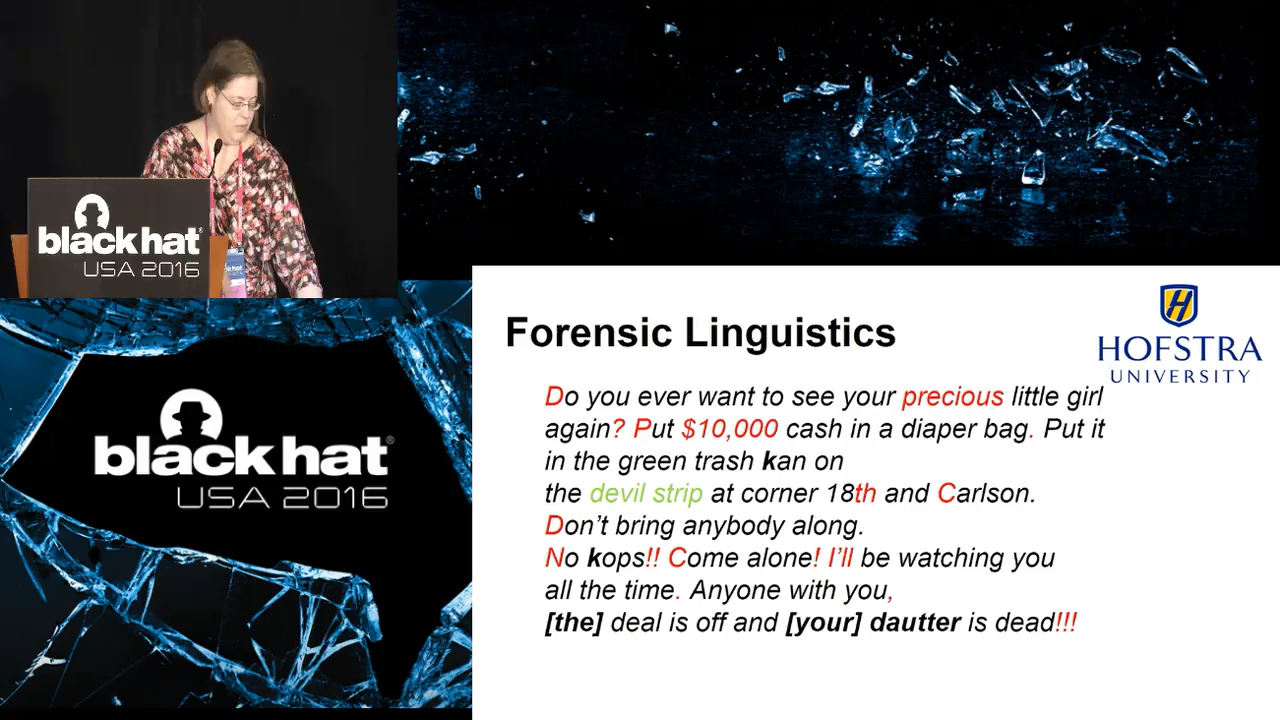 black hat
USA 2016
black hat®
USA 2016
Forensic Linguistics
HOFSTRA
UNIVERSITY
Do you ever want to see your precious little girl
again? Put $10,000 cash in a diaper bag. Put it
in the green trash kan on
the devil strip at corner 18th and Carlson.
Don't bring anybody along.
No kops!! Come alone! I'll be watching you
all the time. Anyone with you,
[the] deal is off and [your] dautter is dead!!!